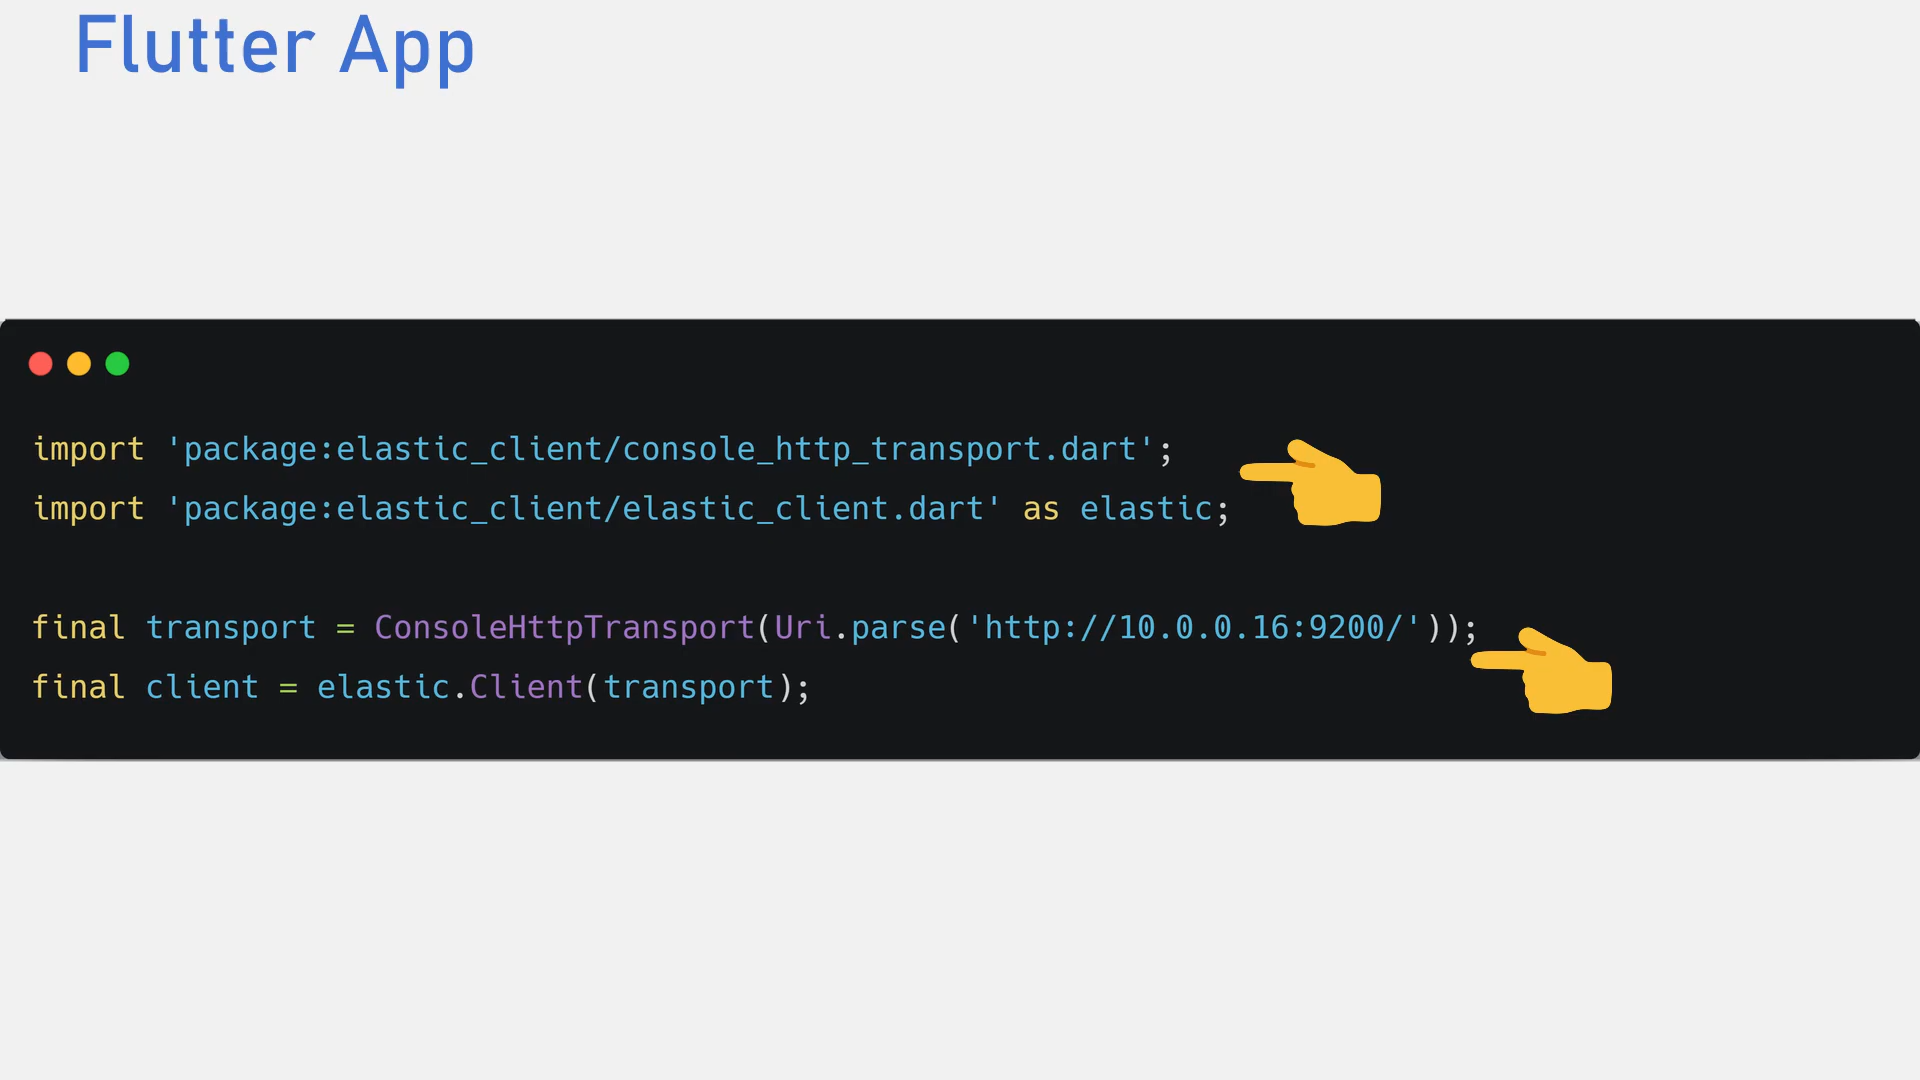 Flutter App
import 'package:elastic_client/console_http_transport.dart';
import 'package:elastic_client/elastic_client.dart' as elastic;
final transport = ConsoleHttpTransport(Uri.parse('http://10.0.0.16:9200/'));
final client = elastic.Client(transport);